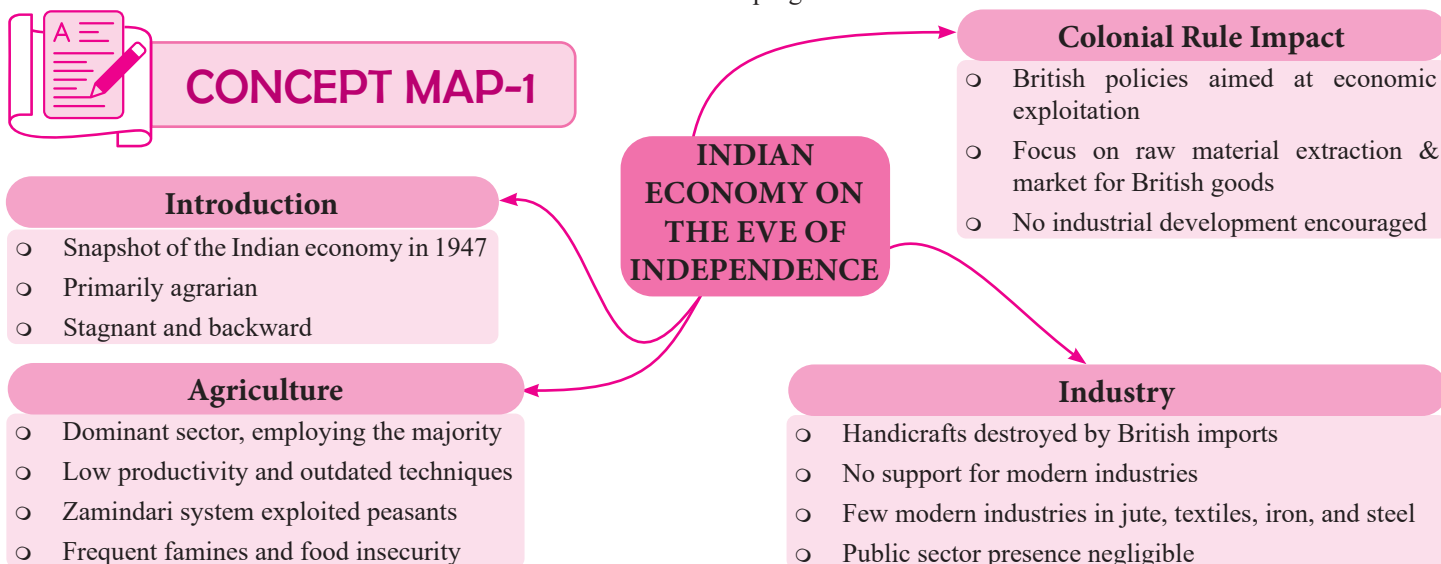 A
CONCEPT MAP-1
INDIAN
ECONOMY ON
THE EVE OF
INDEPENDENCE
Colonial Rule Impact
❍ British policies aimed at economic
exploitation
❍ Focus on raw material extraction &
market for British goods
❍ No industrial development encouraged
Introduction
❍ Snapshot of the Indian economy in 1947
❍ Primarily agrarian
❍ Stagnant and backward
Agriculture
❍ Dominant sector, employing the majority
❍ Low productivity and outdated techniques
❍ Zamindari system exploited peasants
❍ Frequent famines and food insecurity
Industry
❍ Handicrafts destroyed by British imports
❍ No support for modern industries
❍ Few modern industries in jute, textiles, iron, and steel
❍ Public sector presence negligible